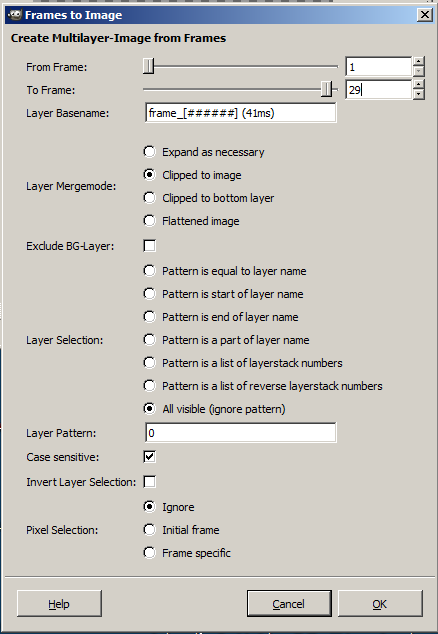 Frames to Image
Create Multilayer-Image from Frames
From Frame: 1
To Frame: 29
Layer Basename: frame_[######] (41ms)
Layer Mergemode:
Expand as necessary
Clipped to image
Clipped to bottom layer
Flattened image
Exclude BG-Layer:
Layer Selection:
Pattern is equal to layer name
Pattern is start of layer name
Pattern is end of layer name
Pattern is a part of layer name
Pattern is a list of layerstack numbers
Pattern is a list of reverse layerstack numbers
All visible (ignore pattern)
Layer Pattern: 0
Case sensitive:
Invert Layer Selection:
Pixel Selection:
Ignore
Initial frame
Frame specific
Help Cancel OK